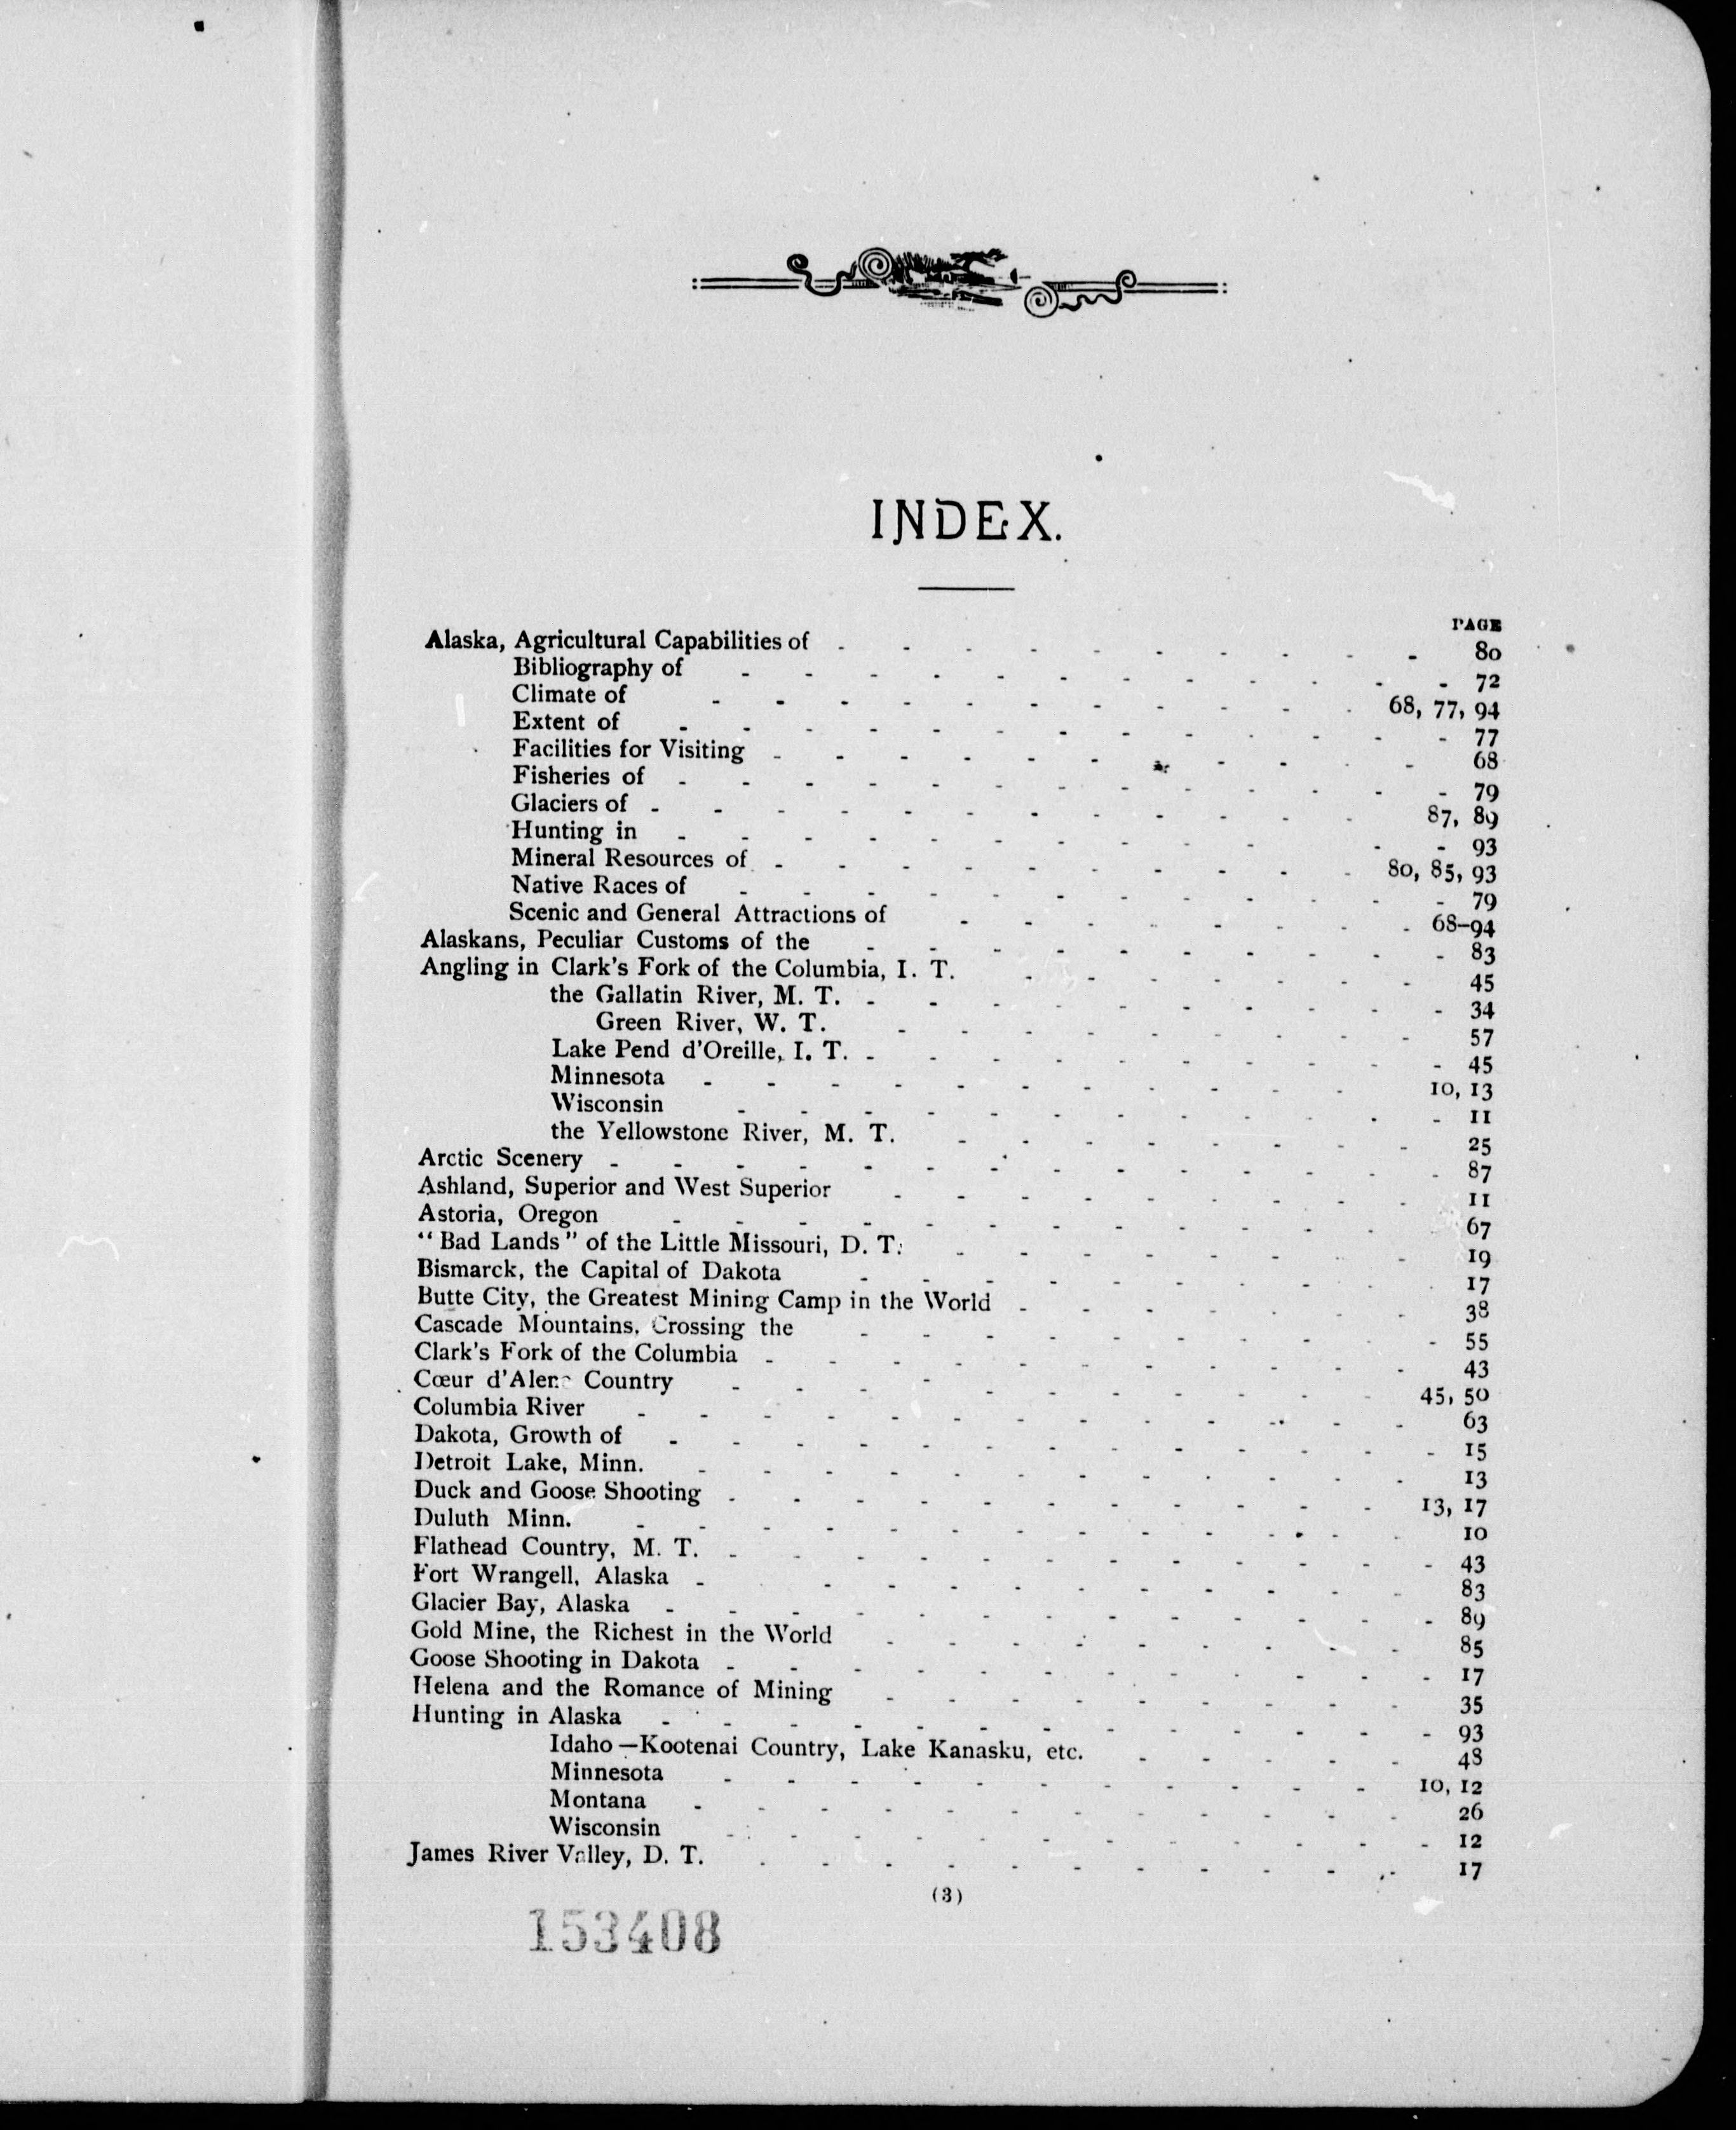 INDEX.
PAGE
Alaska, Agricultural Capabilities of - - - - - - - - - - 80
Bibliography of - - - - - - - - - - - - 72
Climate of - - - - - - - - - - - 68, 77, 94
Extent of - - - - - - - - - - - - - 77
Facilities for Visiting - - - - - - - - - - - 68
Fisheries of - - - - - - - - - - - - - 79
Glaciers of - - - - - - - - - - - - 87, 89
Hunting in - - - - - - - - - - - - - 93
Mineral Resources of - - - - - - - - - - 80, 85, 93
Native Races of - - - - - - - - - - - - 79
Scenic and General Attractions of - - - - - - - - 68-94
Alaskans, Peculiar Customs of the - - - - - - - - - - 83
Angling in Clark's Fork of the Columbia, I. T. - - - - - - - 45
the Gallatin River, M. T. - - - - - - - - - - 34
Green River, W. T. - - - - - - - - - 57
Lake Pend d'Oreille, I. T. - - - - - - - - - - 45
Minnesota - - - - - - - - - - - 10, 13
Wisconsin - - - - - - - - - - - - 11
the Yellowstone River, M. T. - - - - - - - - 25
Arctic Scenery - - - - - - - - - - - - - - 87
Ashland, Superior and West Superior - - - - - - - - - 11
Astoria, Oregon - - - - - - - - - - - - 67
"Bad Lands" of the Little Missouri, D. T. - - - - - - - - 19
Bismarck, the Capital of Dakota - - - - - - - - - - 17
Butte City, the Greatest Mining Camp in the World - - - - - - - 38
Cascade Mountains, Crossing the - - - - - - - - - - 55
Clark's Fork of the Columbia - - - - - - - - - - - 43
Cœur d'Alene Country - - - - - - - - - - - 45, 50
Columbia River - - - - - - - - - - - - - 63
Dakota, Growth of - - - - - - - - - - - - - 15
Detroit Lake, Minn. - - - - - - - - - - - - 13
Duck and Goose Shooting - - - - - - - - - - - 13, 17
Duluth Minn. - - - - - - - - - - - - - 10
Flathead Country, M. T. - - - - - - - - - - - - 43
Fort Wrangell, Alaska - - - - - - - - - - - 83
Glacier Bay, Alaska - - - - - - - - - - - - - 89
Gold Mine, the Richest in the World - - - - - - - - - 85
Goose Shooting in Dakota - - - - - - - - - - - - 17
Helena and the Romance of Mining - - - - - - - - - 35
Hunting in Alaska - - - - - - - - - - - - - 93
Idaho—Kootenai Country, Lake Kanasku, etc. - - - - - 48
Minnesota - - - - - - - - - - - 10, 12
Montana - - - - - - - - - - - - 26
Wisconsin - - - - - - - - - - - - 12
James River Valley, D. T. - - - - - - - - - - - 17
(3)
153408